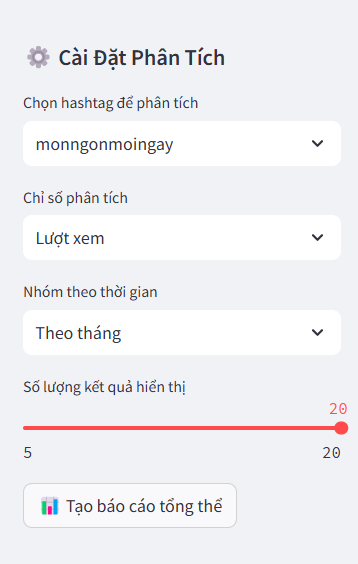 Cài Đặt Phân Tích
Chọn hashtag để phân tích
monngonmoingay
Chỉ số phân tích
Lượt xem
Nhóm theo thời gian
Theo tháng
Số lượng kết quả hiển thị
20
5 20
Tạo báo cáo tổng thể